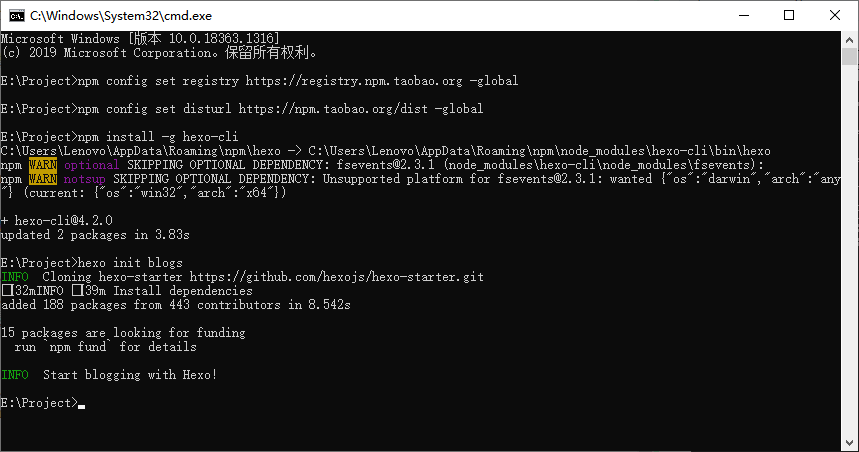 C:\Windows\System32\cmd.exe
Microsoft Windows [版本 10.0.18363.1316]
(c) 2019 Microsoft Corporation。保留所有权利。
E:\Project>npm config set registry https://registry.npm.taobao.org -global
E:\Project>npm config set disturl https://npm.taobao.org/dist -global
E:\Project>npm install -g hexo-cli
C:\Users\Lenovo\AppData\Roaming\npm\hexo -> C:\Users\Lenovo\AppData\Roaming\npm\node_modules\hexo-cli\bin\hexo
npm WARN optional SKIPPING OPTIONAL DEPENDENCY: fsevents@2.3.1 (node_modules\hexo-cli\node_modules\fsevents):
npm WARN notsup SKIPPING OPTIONAL DEPENDENCY: Unsupported platform for fsevents@2.3.1: wanted {"os":"darwin","arch":"any
"} (current: {"os":"win32","arch":"x64"})
+ hexo-cli@4.2.0
updated 2 packages in 3.83s
E:\Project>hexo init blogs
INFO  Cloning hexo-starter https://github.com/hexojs/hexo-starter.git
□32mINFO □39m Install dependencies
added 188 packages from 443 contributors in 8.542s
15 packages are looking for funding
  run `npm fund` for details
INFO  Start blogging with Hexo!
E:\Project>